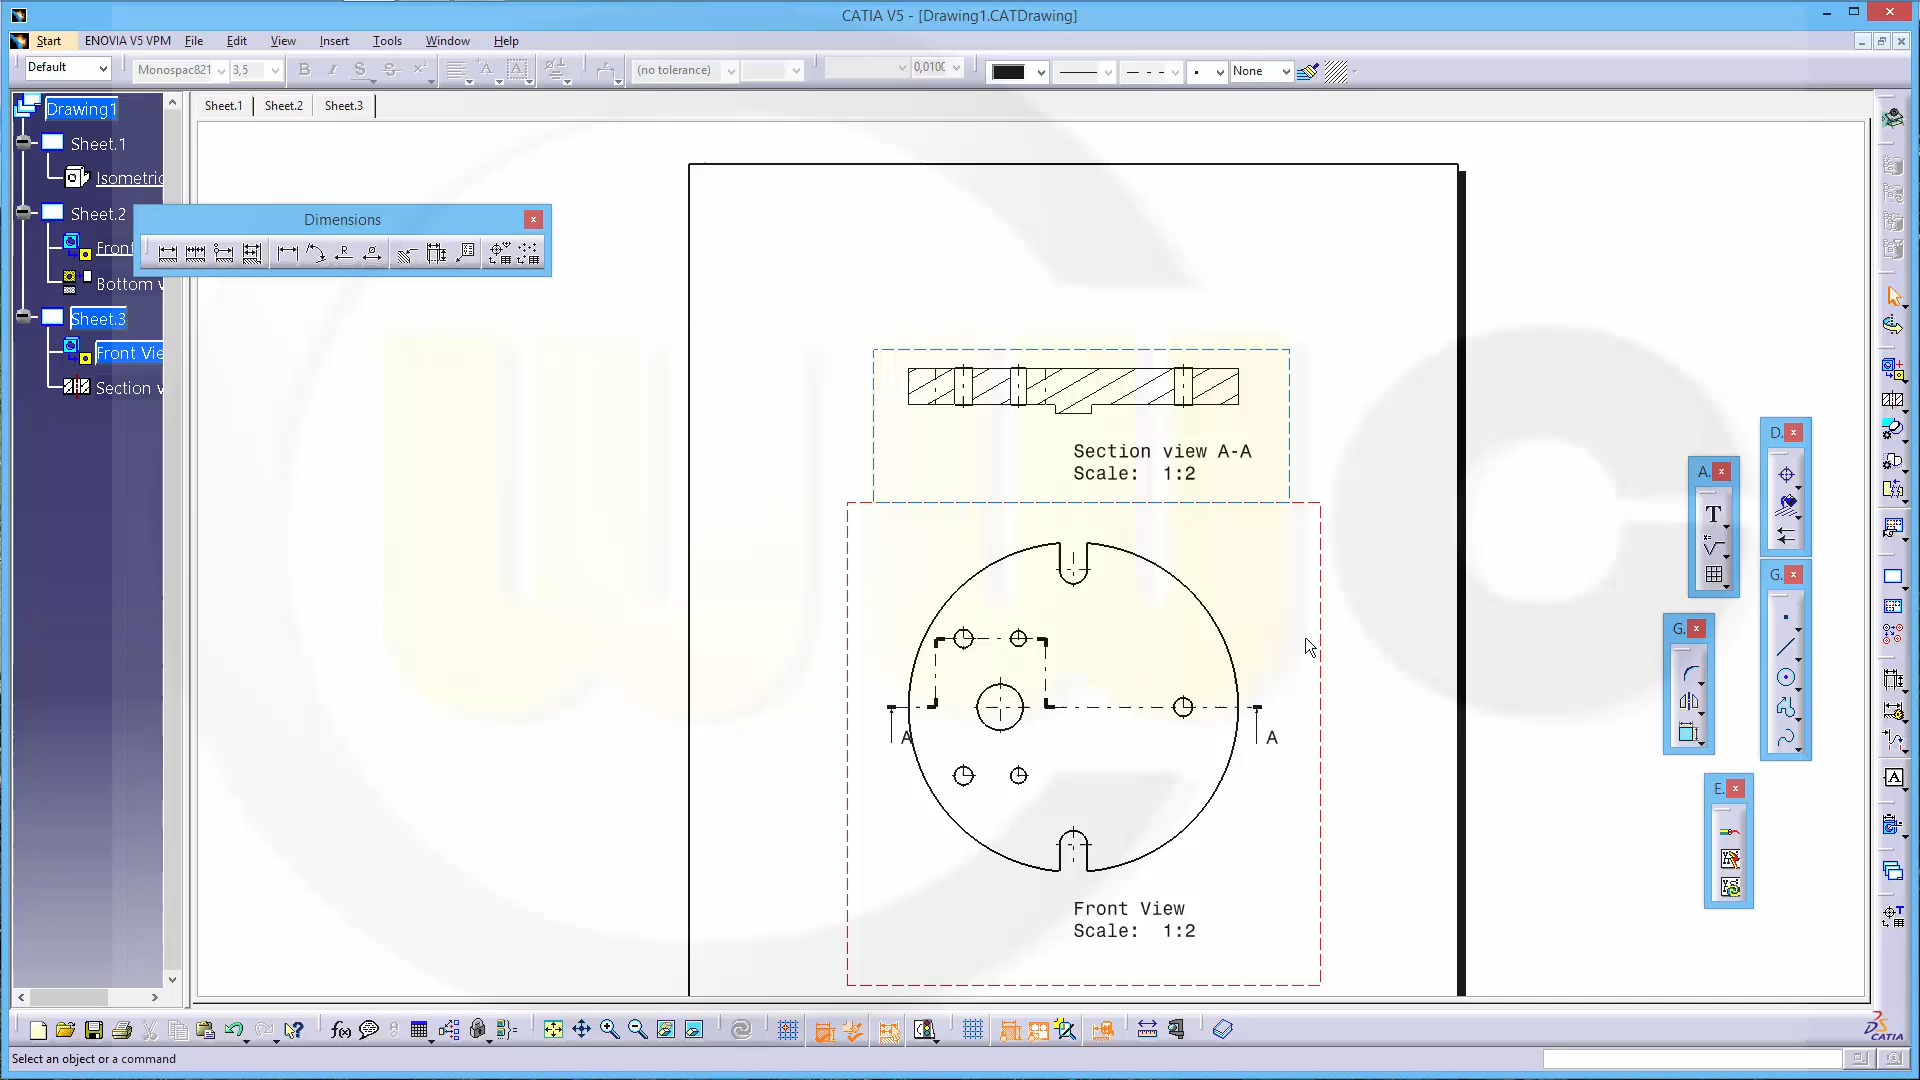 CATIA V5 - [Drawing1.CATDrawing]
Start ENOVIA V5 VPM File Edit View Insert Tools Window Help
Default Monospac821 3,5 B I S S (no tolerance) 0,010 None
Sheet.1 Sheet.2 Sheet.3
Drawing1
Sheet.1
Isometric
Sheet.2
Front
Bottom v
Sheet.3
Front Vie
Section v
Dimensions
Section view A-A
Scale: 1:2
A A
Front View
Scale: 1:2
D.
A.
T
G.
G.
E.
Select an object or a command
CATIA